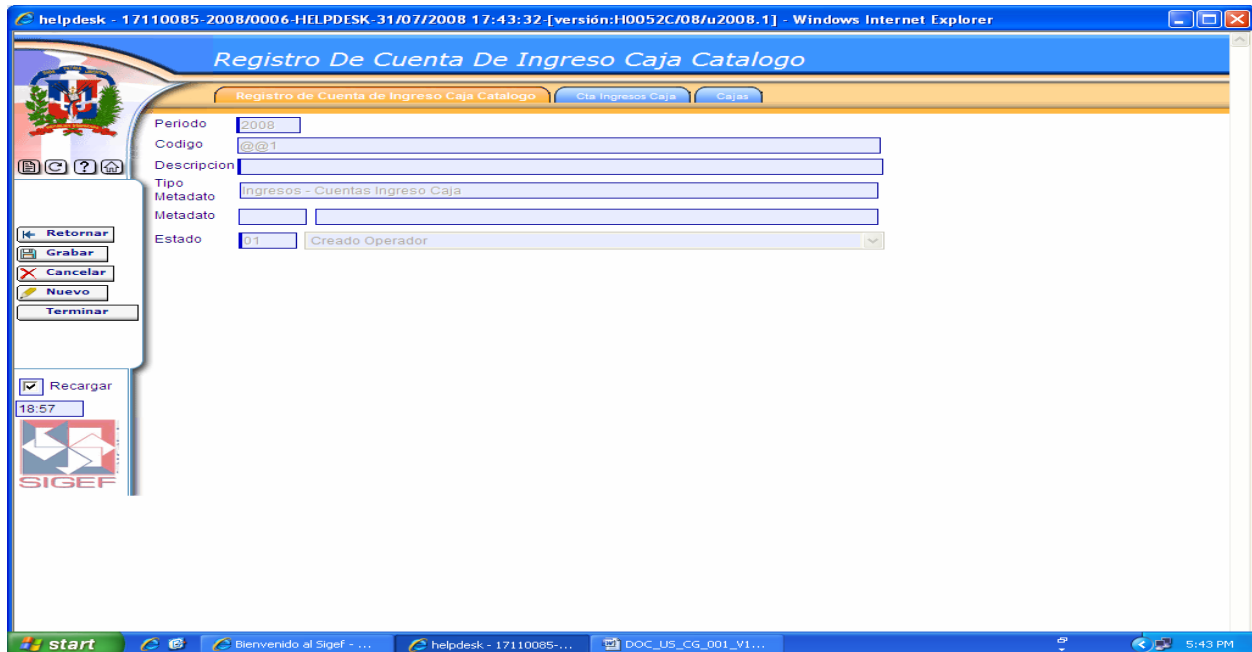 helpdesk - 17110085-2008/0006-HELPDESK-31/07/2008 17:43:32-[versión:H0052C/08/u2008.1] - Windows Internet Explorer
Registro De Cuenta De Ingreso Caja Catalogo
Registro de Cuenta de Ingreso Caja Catalogo
Cta Ingresos Caja
Cajas
Periodo 2008
Codigo @@1
Descripcion
Tipo
Metadato
Ingresos - Cuentas Ingreso Caja
Metadato
Estado 01 Creado Operador
Retornar
Grabar
Cancelar
Nuevo
Terminar
Recargar
18:57
SIGEF
start
Bienvenido al Sigef - ...
helpdesk - 17110085-...
DOC_US_CG_001_V1...
5:43 PM